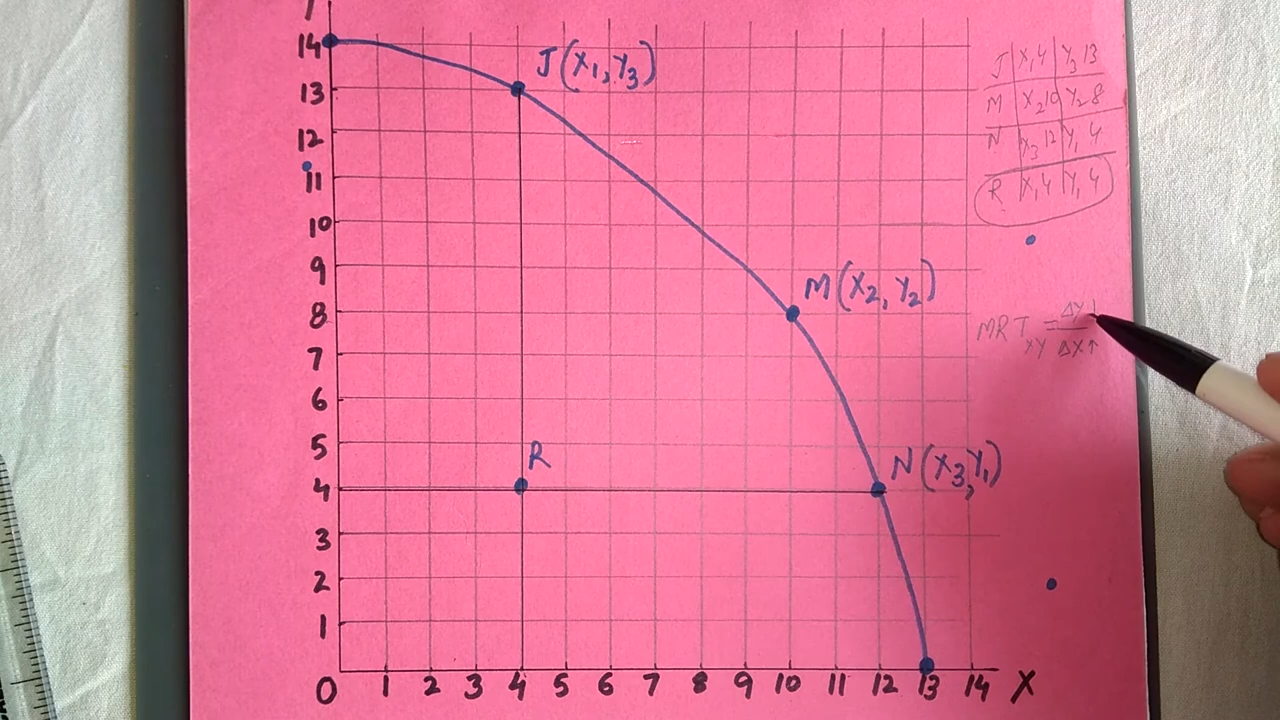 Y
14
J(X1,Y3)
13
12
11
10
9
M(X2,Y2)
8
7
6
5
R
N(X3,Y1)
4
3
2
1
0 1 2 3 4 5 6 7 8 9 10 11 12 13 14 X
J X1 4 Y3 13
M X2 10 Y2 8
N X3 12 Y1 4
R X1 4 Y1 4
MRTXY = ΔY↓
ΔX↑